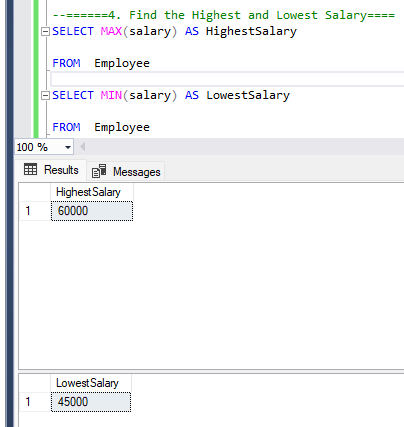 --======4. Find the Highest and Lowest Salary====
SELECT MAX(salary) AS HighestSalary
FROM  Employee
SELECT MIN(salary) AS LowestSalary
FROM  Employee
100 %
Results Messages
HighestSalary
1 60000
LowestSalary
1 45000